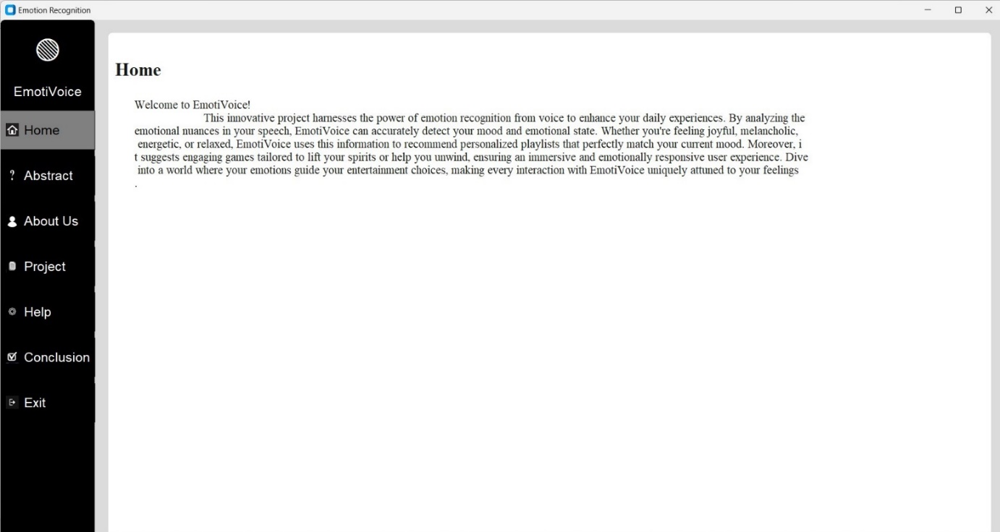 Emotion Recognition
EmotiVoice
Home
Abstract
About Us
Project
Help
Conclusion
Exit
Home
Welcome to EmotiVoice!
This innovative project harnesses the power of emotion recognition from voice to enhance your daily experiences. By analyzing the
emotional nuances in your speech, EmotiVoice can accurately detect your mood and emotional state. Whether you're feeling joyful, melancholic,
energetic, or relaxed, EmotiVoice uses this information to recommend personalized playlists that perfectly match your current mood. Moreover, i
t suggests engaging games tailored to lift your spirits or help you unwind, ensuring an immersive and emotionally responsive user experience. Dive
into a world where your emotions guide your entertainment choices, making every interaction with EmotiVoice uniquely attuned to your feelings
.